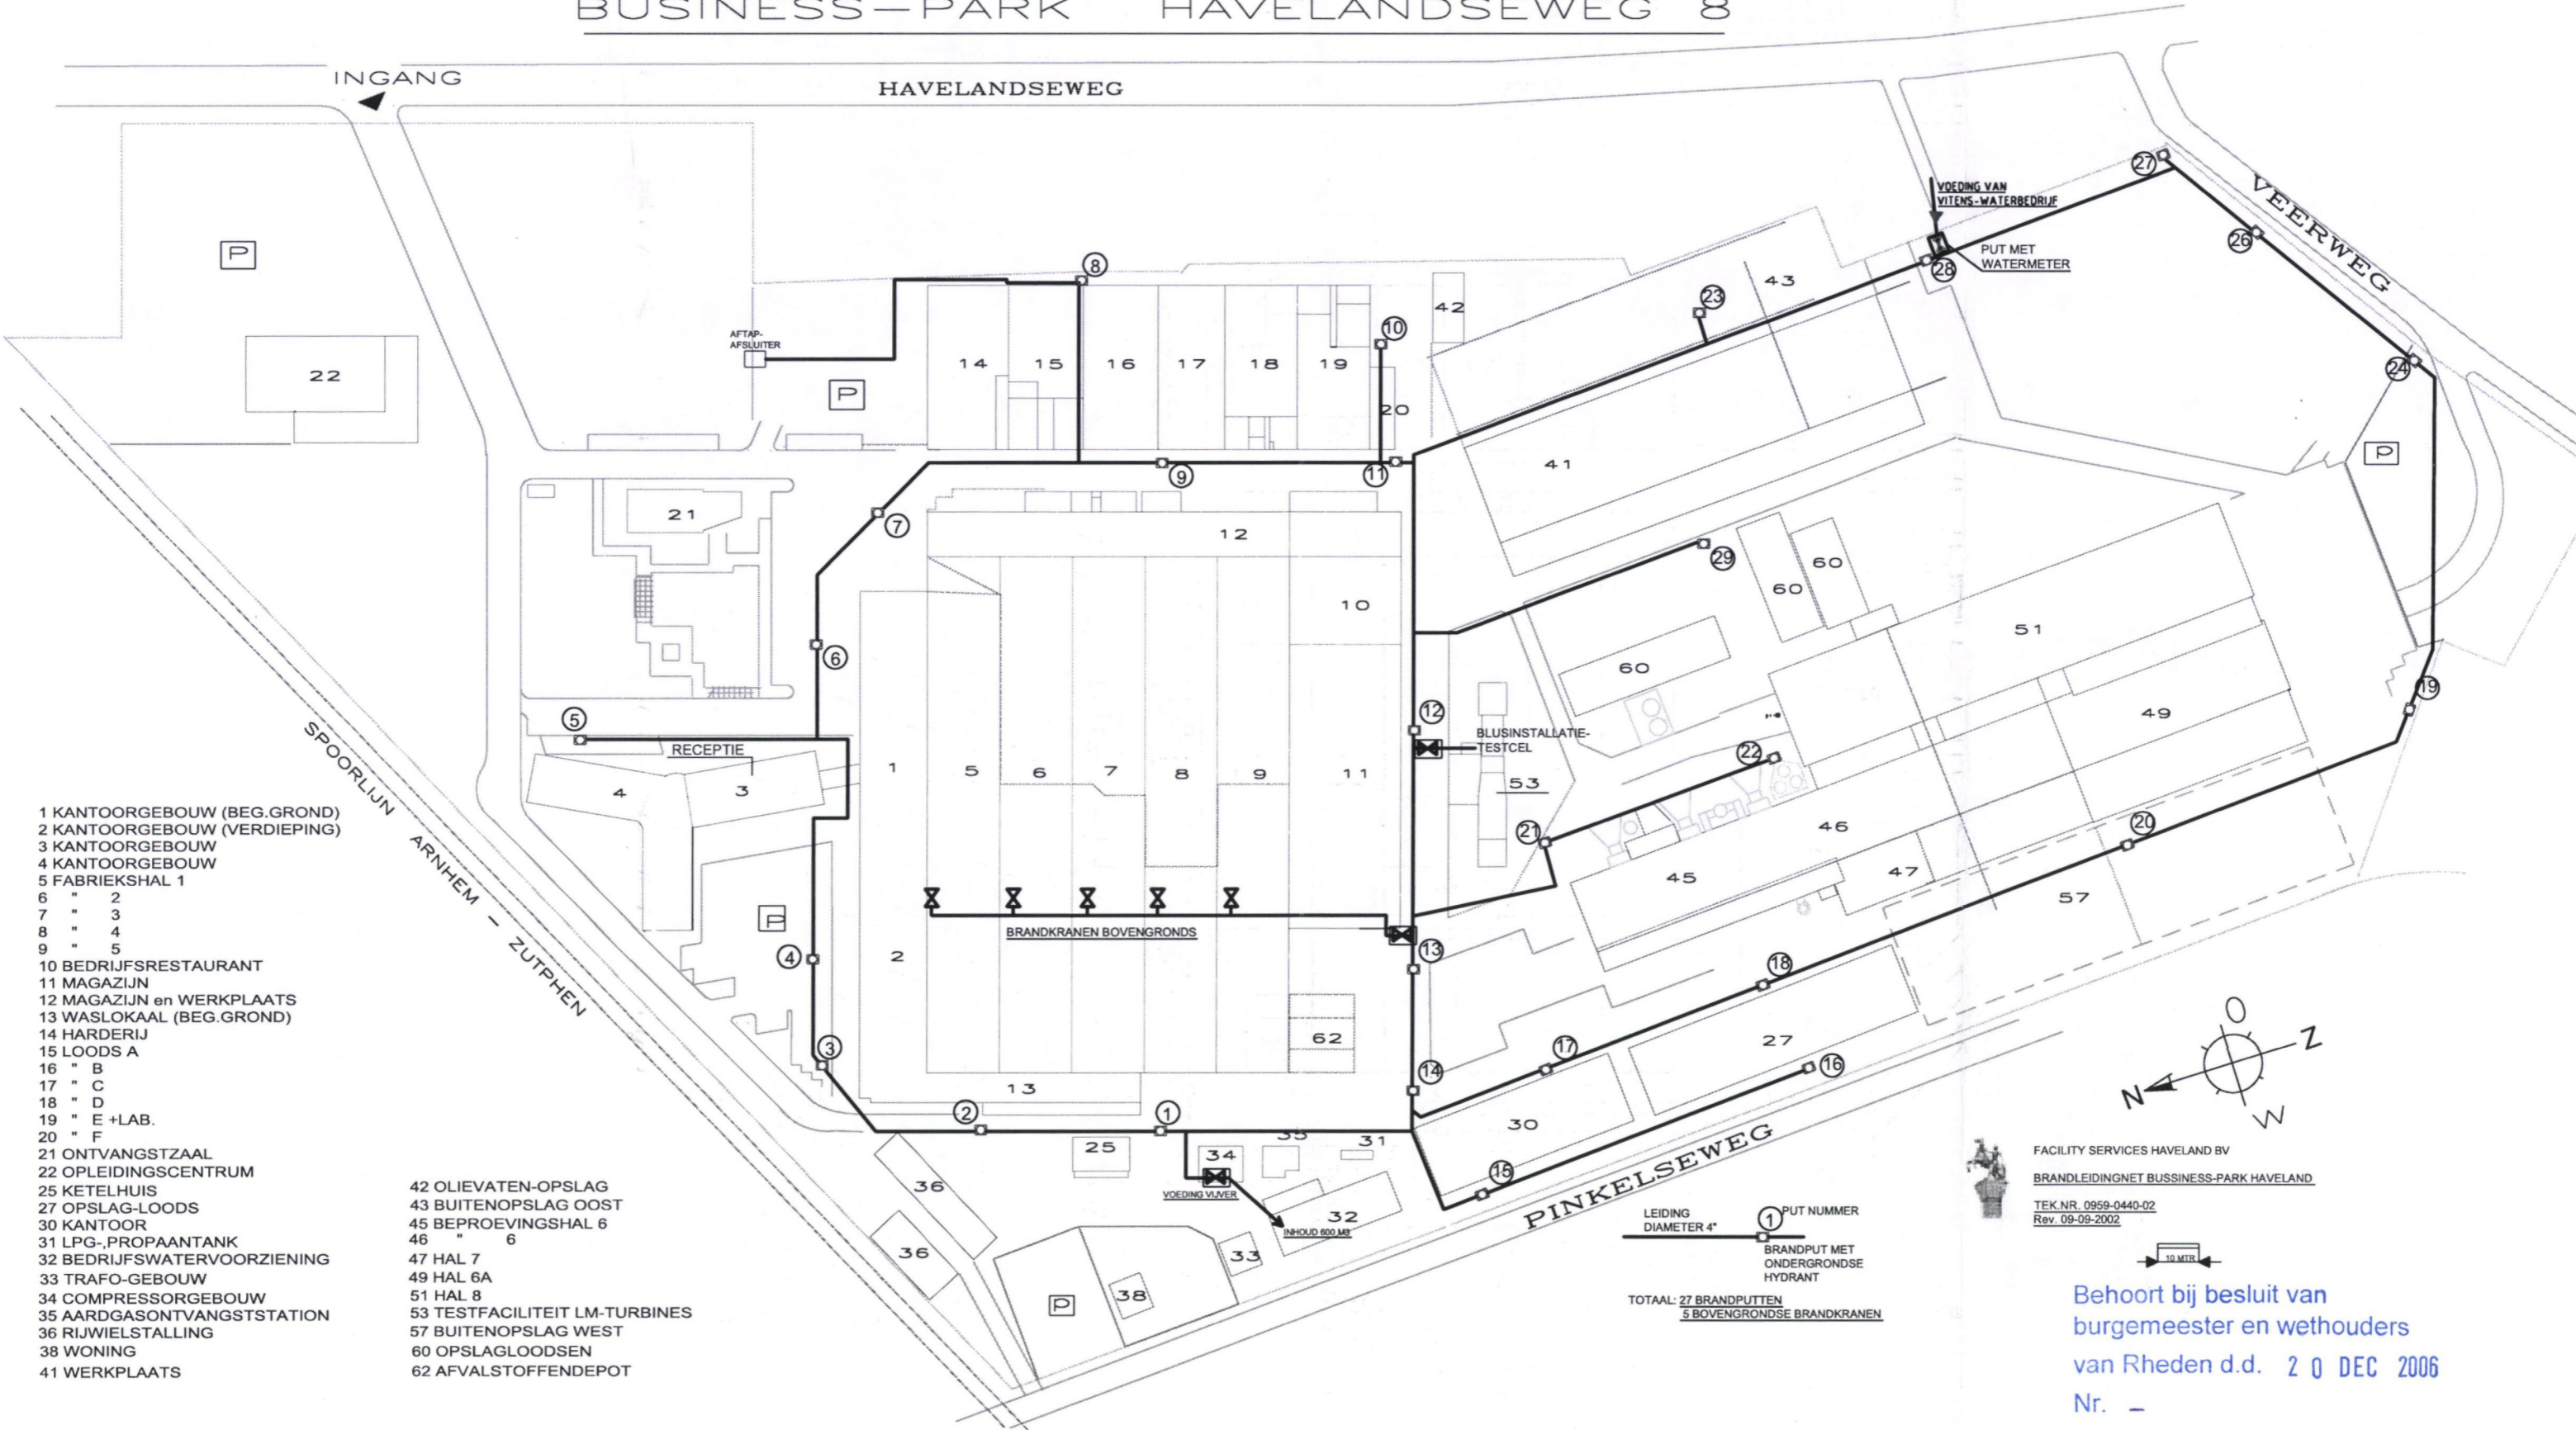 BUSINESS-PARK HAVELANDSEWEG 8
INGANG
HAVELANDSEWEG
VEERWEG
SPOORLIJN ARNHEM - ZUTPHEN
PINKELSEWEG
VOEDING VAN
VITENS-WATERBEDRIJF
PUT MET
WATERMETER
AFTAP-
AFSLUITER
RECEPTIE
BLUSINSTALLATIE-
TESTCEL
BRANDKRANEN BOVENGRONDS
VOEDING VIJVER
INHOUD 600 M3
P
P
P
P
P
22
14
15
16
17
18
19
20
42
43
41
21
12
10
60
60
60
51
49
1
5
6
7
8
9
11
53
4
3
46
45
47
57
2
62
13
27
30
25
34
35
31
32
33
36
36
38
8
10
23
28
27
26
24
9
11
7
29
6
5
12
22
19
21
20
4
13
18
3
14
17
16
2
1
15
1 KANTOORGEBOUW (BEG.GROND)
2 KANTOORGEBOUW (VERDIEPING)
3 KANTOORGEBOUW
4 KANTOORGEBOUW
5 FABRIEKSHAL 1
6 " 2
7 " 3
8 " 4
9 " 5
10 BEDRIJFSRESTAURANT
11 MAGAZIJN
12 MAGAZIJN en WERKPLAATS
13 WASLOKAAL (BEG.GROND)
14 HARDERIJ
15 LOODS A
16 " B
17 " C
18 " D
19 " E +LAB.
20 " F
21 ONTVANGSTZAAL
22 OPLEIDINGSCENTRUM
25 KETELHUIS
27 OPSLAG-LOODS
30 KANTOOR
31 LPG-,PROPAANTANK
32 BEDRIJFSWATERVOORZIENING
33 TRAFO-GEBOUW
34 COMPRESSORGEBOUW
35 AARDGASONTVANGSTSTATION
36 RIJWIELSTALLING
38 WONING
41 WERKPLAATS
42 OLIEVATEN-OPSLAG
43 BUITENOPSLAG OOST
45 BEPROEVINGSHAL 6
46 " 6
47 HAL 7
49 HAL 6A
51 HAL 8
53 TESTFACILITEIT LM-TURBINES
57 BUITENOPSLAG WEST
60 OPSLAGLOODSEN
62 AFVALSTOFFENDEPOT
LEIDING
DIAMETER 4"
1 PUT NUMMER
BRANDPUT MET
ONDERGRONDSE
HYDRANT
TOTAAL: 27 BRANDPUTTEN
5 BOVENGRONDSE BRANDKRANEN
O
Z
N
W
FACILITY SERVICES HAVELAND BV
BRANDLEIDINGNET BUSSINESS-PARK HAVELAND
TEK.NR. 0959-0440-02
Rev. 09-09-2002
10 MTR
Behoort bij besluit van
burgemeester en wethouders
van Rheden d.d. 20 DEC 2006
Nr. -